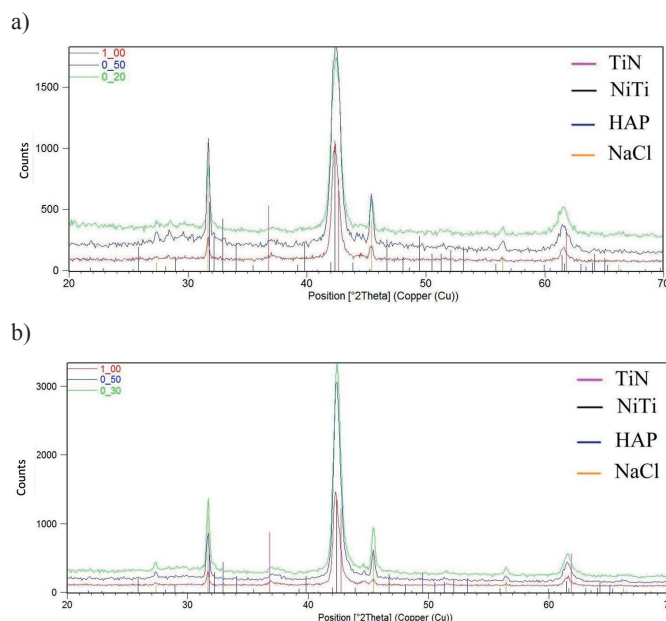 a)
1_00
0_50
0_20
TiN
NiTi
HAP
NaCl
Counts
1500
1000
500
0
20 30 40 50 60 70
Position [°2Theta] (Copper (Cu))
b)
1_00
0_50
0_30
TiN
NiTi
HAP
NaCl
Counts
3000
2000
1000
0
20 30 40 50 60 70
Position [°2Theta] (Copper (Cu))